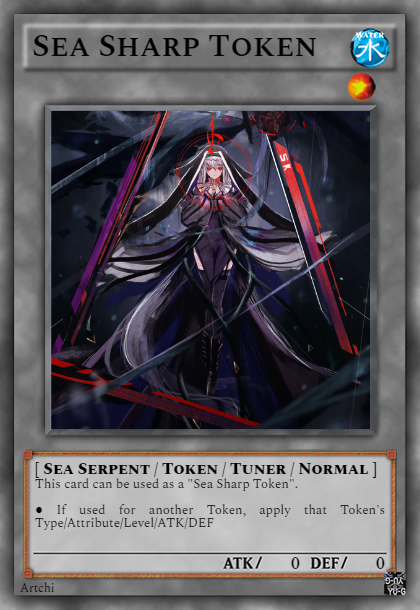 SEA SHARP TOKEN
WATER
水
SK
[ SEA SERPENT / TOKEN / TUNER / NORMAL ]
This card can be used as a "Sea Sharp Token".
● If used for another Token, apply that Token's
Type/Attribute/Level/ATK/DEF
ATK/ 0 DEF/ 0
Artchi